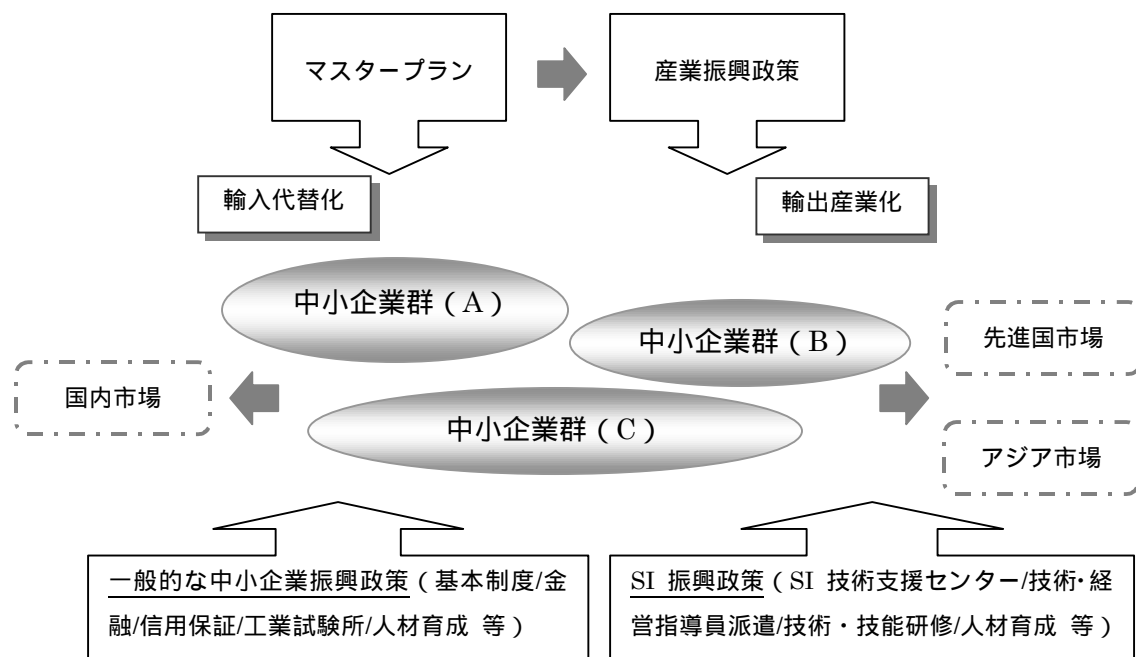 マスタープラン
産業振興政策
輸入代替化
輸出産業化
中小企業群（A）
中小企業群（B）
先進国市場
国内市場
中小企業群（C）
アジア市場
一般的な中小企業振興政策（基本制度/金
融/信用保証/工業試験所/人材育成 等）
SI 振興政策（SI 技術支援センター/技術・経
営指導員派遣/技術・技能研修/人材育成 等）